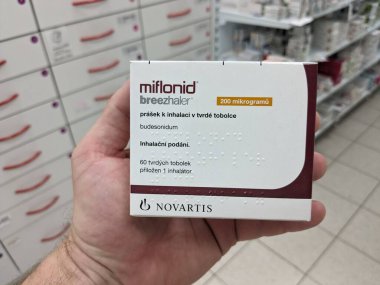 miflonid®
breezhaler®
200 mikrogramů
prášek k inhalaci v tvrdé tobolce
budesonidum
Inhalační podání.
60 tvrdých tobolek
přiložen 1 inhalátor.
NOVARTIS